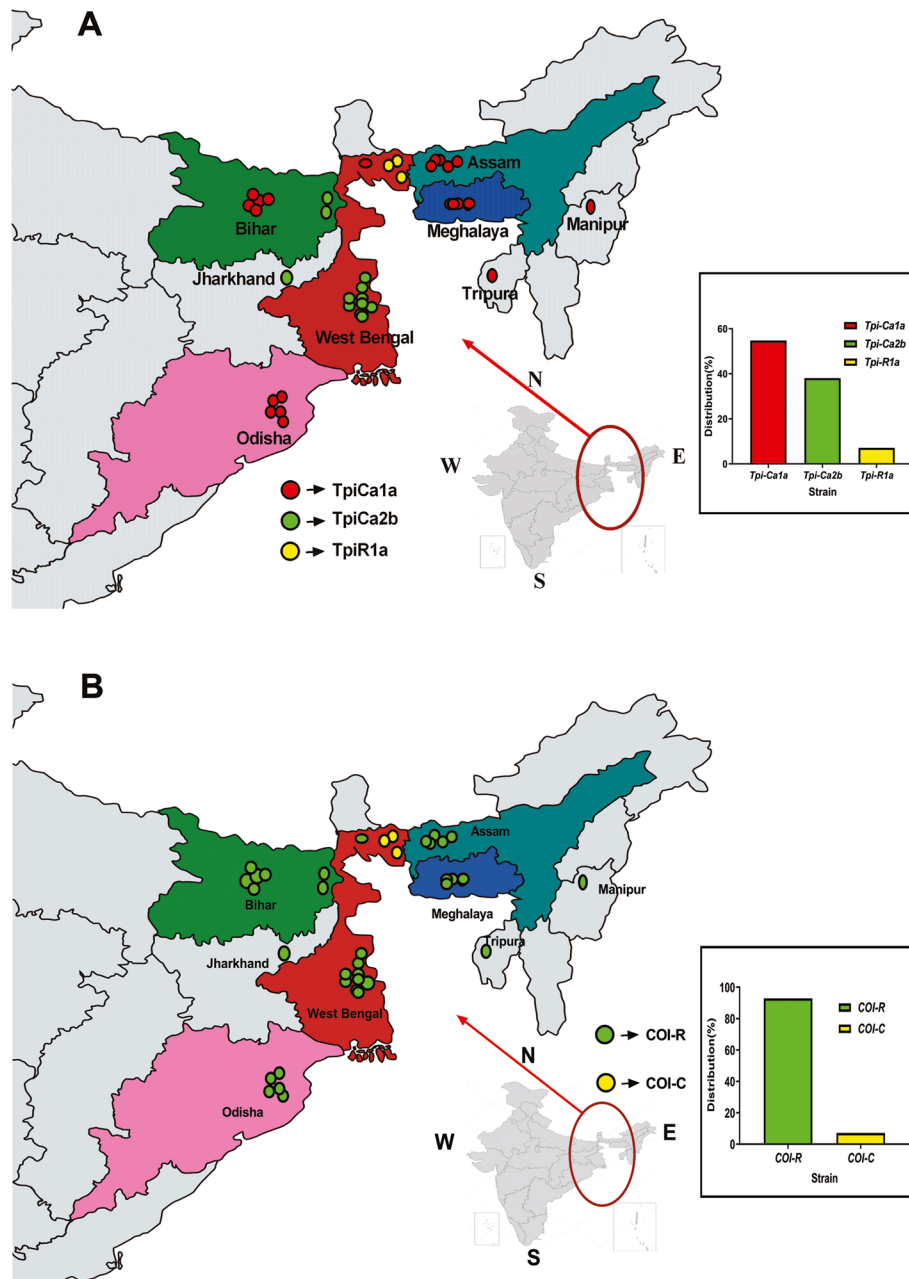 A
Assam
Bihar
Meghalaya
Manipur
Jharkhand
Tripura
West Bengal
Odisha
N
W
E
S
TpiCa1a
TpiCa2b
TpiR1a
Distribution(%)
60
40
20
0
Tpi-Ca1a
Tpi-Ca2b
Tpi-R1a
Tpi-Ca1a Tpi-Ca2b Tpi-R1a
Strain
B
Assam
Bihar
Meghalaya
Manipur
Jharkhand
Tripura
West Bengal
Odisha
N
W
E
S
COI-R
COI-C
Distribution(%)
100
80
60
40
20
0
COI-R
COI-C
COI-R COI-C
Strain